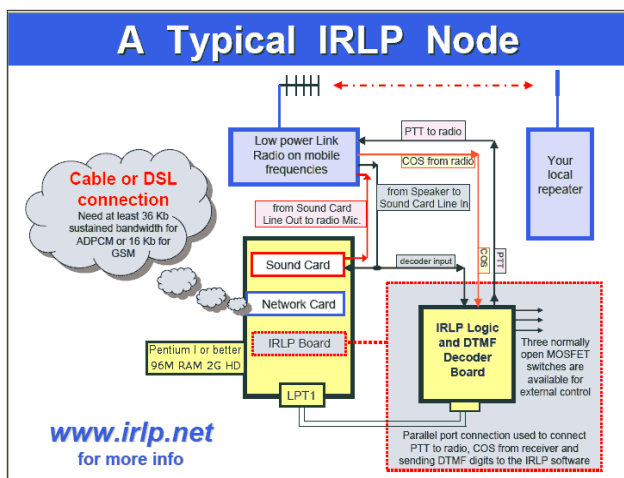 A Typical IRLP Node
Low power Link
Radio on mobile
frequencies
PTT to radio
COS from radio
Your
local
repeater
Cable or DSL
connection
Need at least 36 Kb
sustained bandwidth for
ADPCM or 16 Kb for
GSM
from Speaker to
Sound Card Line In
from Sound Card
Line Out to radio Mic.
Sound Card
decoder input
COS
PTT
Network Card
IRLP Board
Pentium I or better
96M RAM 2G HD
LPT1
IRLP Logic
and DTMF
Decoder
Board
Three normally
open MOSFET
switches are
available for
external control
www.irlp.net
for more info
Parallel port connection used to connect
PTT to radio, COS from receiver and
sending DTMF digits to the IRLP software